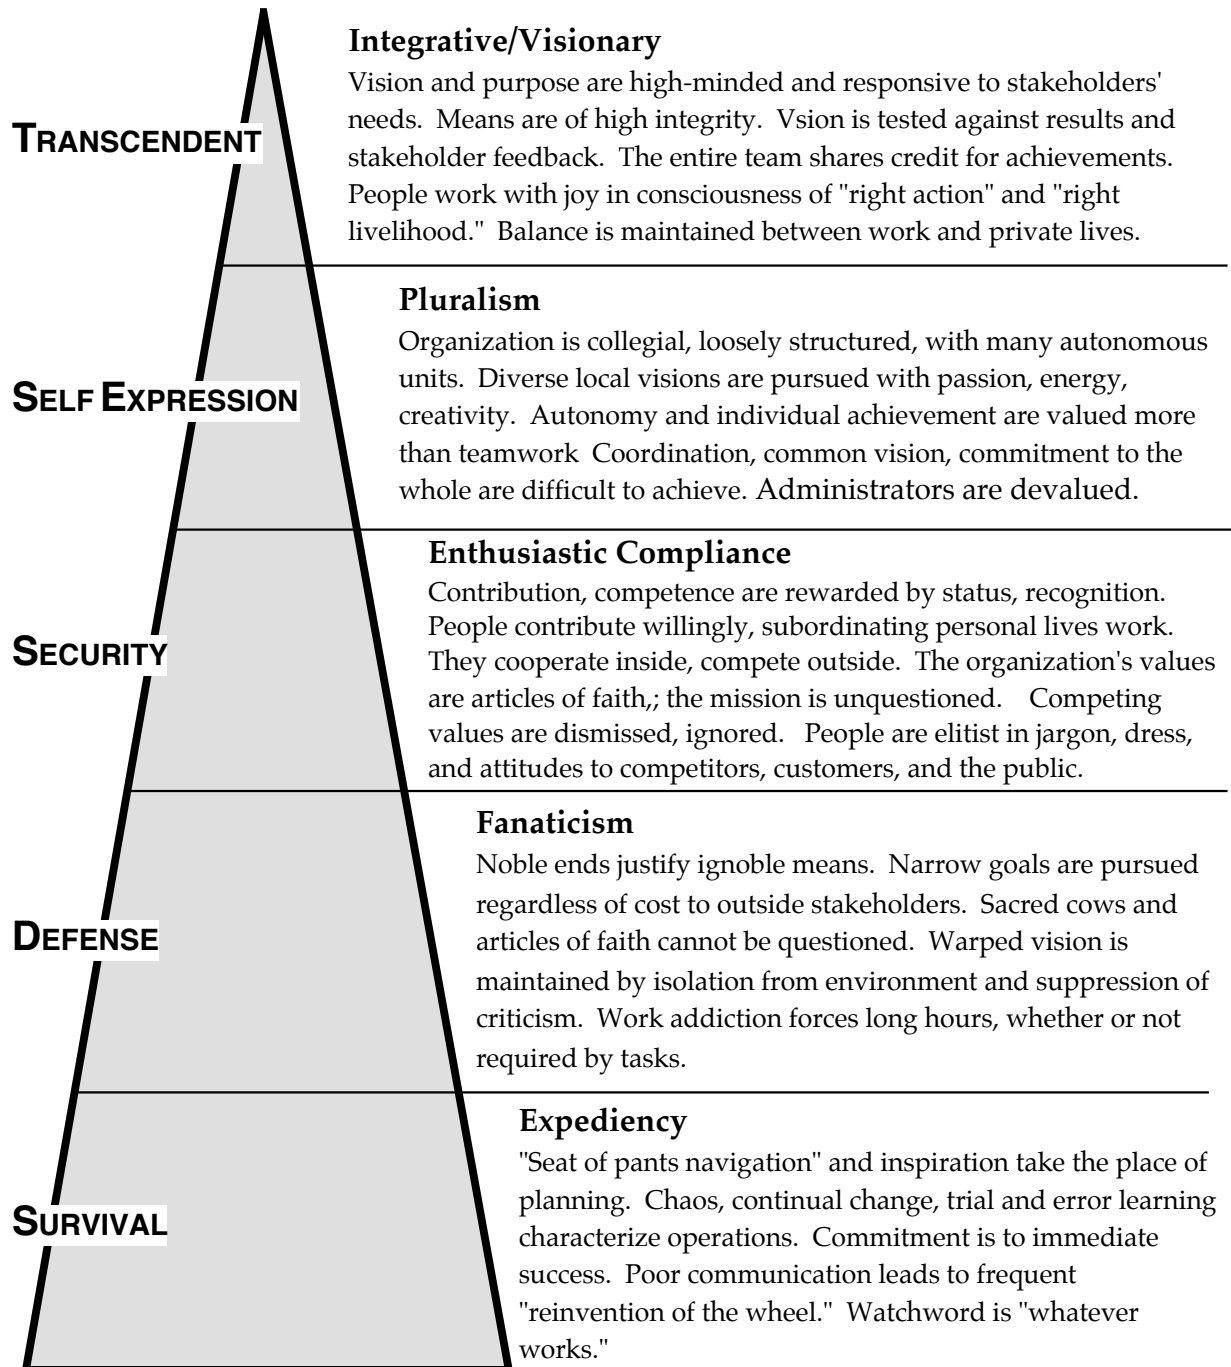 Integrative/Visionary
Vision and purpose are high-minded and responsive to stakeholders'
needs.  Means are of high integrity.  Vsion is tested against results and
stakeholder feedback.  The entire team shares credit for achievements.
People work with joy in consciousness of "right action" and "right
livelihood."  Balance is maintained between work and private lives.
TRANSCENDENT
Pluralism
Organization is collegial, loosely structured, with many autonomous
units.  Diverse local visions are pursued with passion, energy,
creativity.  Autonomy and individual achievement are valued more
than teamwork  Coordination, common vision, commitment to the
whole are difficult to achieve. Administrators are devalued.
SELF EXPRESSION
Enthusiastic Compliance
Contribution, competence are rewarded by status, recognition.
People contribute willingly, subordinating personal lives work.
They cooperate inside, compete outside.  The organization's values
are articles of faith,; the mission is unquestioned.    Competing
values are dismissed, ignored.   People are elitist in jargon, dress,
and attitudes to competitors, customers, and the public.
SECURITY
Fanaticism
Noble ends justify ignoble means.  Narrow goals are pursued
regardless of cost to outside stakeholders.  Sacred cows and
articles of faith cannot be questioned.  Warped vision is
maintained by isolation from environment and suppression of
criticism.  Work addiction forces long hours, whether or not
required by tasks.
DEFENSE
Expediency
"Seat of pants navigation" and inspiration take the place of
planning.  Chaos, continual change, trial and error learning
characterize operations.  Commitment is to immediate
success.  Poor communication leads to frequent
"reinvention of the wheel."  Watchword is "whatever
works."
SURVIVAL